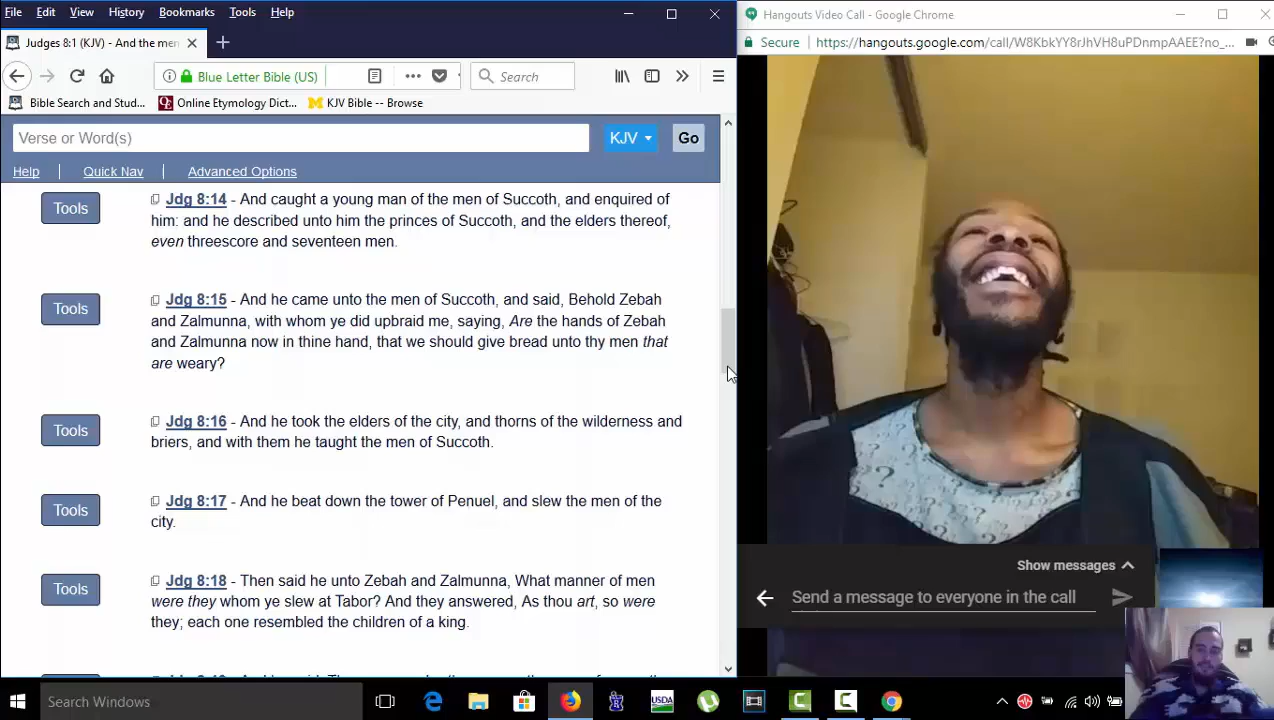 File Edit View History Bookmarks Tools Help
Judges 8:1 (KJV) - And the men
Blue Letter Bible (US)
Search
Bible Search and Stud... Online Etymology Dict... KJV Bible -- Browse
Verse or Word(s) KJV Go
Help Quick Nav Advanced Options
Tools
Jdg 8:14 - And caught a young man of the men of Succoth, and enquired of
him: and he described unto him the princes of Succoth, and the elders thereof,
even threescore and seventeen men.
Tools
Jdg 8:15 - And he came unto the men of Succoth, and said, Behold Zebah
and Zalmunna, with whom ye did upbraid me, saying, Are the hands of Zebah
and Zalmunna now in thine hand, that we should give bread unto thy men that
are weary?
Tools
Jdg 8:16 - And he took the elders of the city, and thorns of the wilderness and
briers, and with them he taught the men of Succoth.
Tools
Jdg 8:17 - And he beat down the tower of Penuel, and slew the men of the
city.
Tools
Jdg 8:18 - Then said he unto Zebah and Zalmunna, What manner of men
were they whom ye slew at Tabor? And they answered, As thou art, so were
they; each one resembled the children of a king.
Hangouts Video Call - Google Chrome
Secure https://hangouts.google.com/call/W8KbkYY8rJhVH8uPDnmpAAEE?no_...
Show messages
Send a message to everyone in the call
Search Windows
USDA